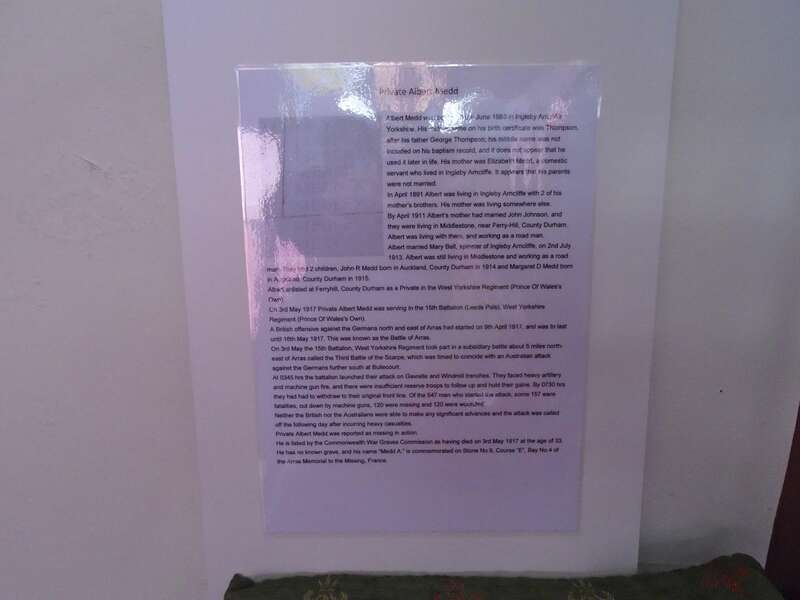 Private Albert Medd
Albert Medd was June 1883 in Ingleby Arncliffe
Yorkshire. His name on his birth certificate was Thompson,
after his father George Thompson; his middle name was not
included on his baptism record, and it does not appear that he
used it later in life. His mother was Elizabeth Medd, a domestic
servant who lived in Ingleby Arncliffe. It appears that his parents
were not married.
In April 1891 Albert was living in Ingleby Arncliffe with 2 of his
mother's brothers. His mother was living somewhere else.
By April 1911 Albert's mother had married John Johnson, and
they were living in Middlestone, near Ferry-Hill, County Durham.
Albert was living with them, and working as a road man.
Albert married Mary Bell, spinster of Ingleby Arncliffe, on 2nd July
1913. Albert was still living in Middlestone and working as a road
man. They had 2 children, John R Medd born in Auckland, County Durham in 1914 and Margaret D Medd born
in Auckland, County Durham in 1915.
Albert enlisted at Ferryhill, County Durham as a Private in the West Yorkshire Regiment (Prince Of Wales's
Own).
On 3rd May 1917 Private Albert Medd was serving in the 15th Battalion (Leeds Pals), West Yorkshire
Regiment (Prince Of Wales's Own).
A British offensive against the Germans north and east of Arras had started on 9th April 1917, and was to last
until 16th May 1917. This was known as the Battle of Arras.
On 3rd May the 15th Battalion, West Yorkshire Regiment took part in a subsidiary battle about 5 miles north-
east of Arras called the Third Battle of the Scarpe, which was timed to coincide with an Australian attack
against the Germans further south at Bullecourt.
At 0345 hrs the battalion launched their attack on Gavrelle and Windmill trenches. They faced heavy artillery
and machine gun fire, and there were insufficient reserve troops to follow up and hold their gains. By 0730 hrs
they had had to withdraw to their original front line. Of the 547 men who started the attack, some 157 were
fatalities, cut down by machine guns, 120 were missing and 120 were wounded.
Neither the British nor the Australians were able to make any significant advances and the attack was called
off the following day after incurring heavy casualties.
Private Albert Medd was reported as missing in action.
He is listed by the Commonwealth War Graves Commission as having died on 3rd May 1917 at the age of 33.
He has no known grave, and his name "Medd A." is commemorated on Stone No 8, Course "E", Bay No 4 of
the Arras Memorial to the Missing, France.